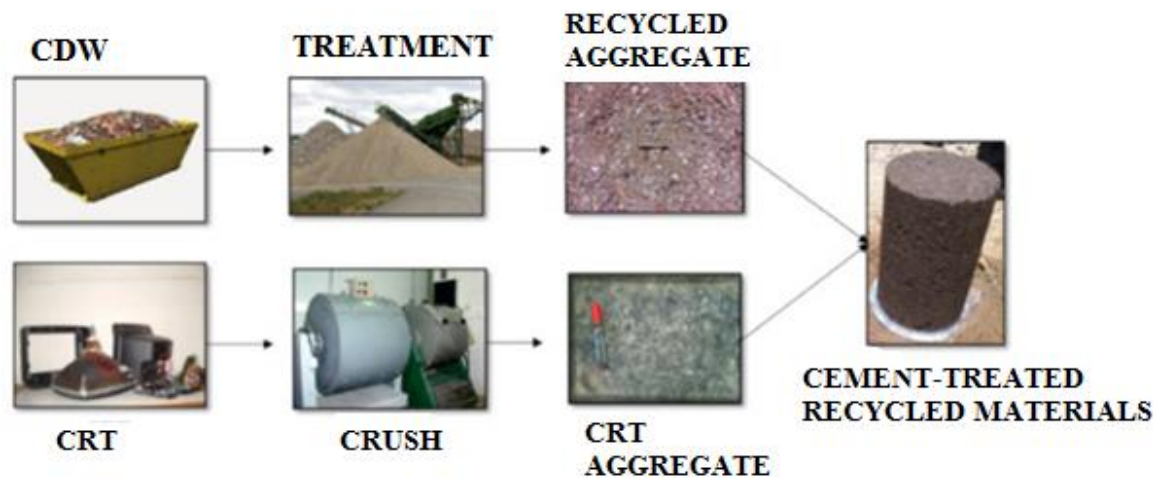 CDW
TREATMENT
RECYCLED
AGGREGATE
CRT
CRUSH
CRT
AGGREGATE
CEMENT-TREATED
RECYCLED MATERIALS